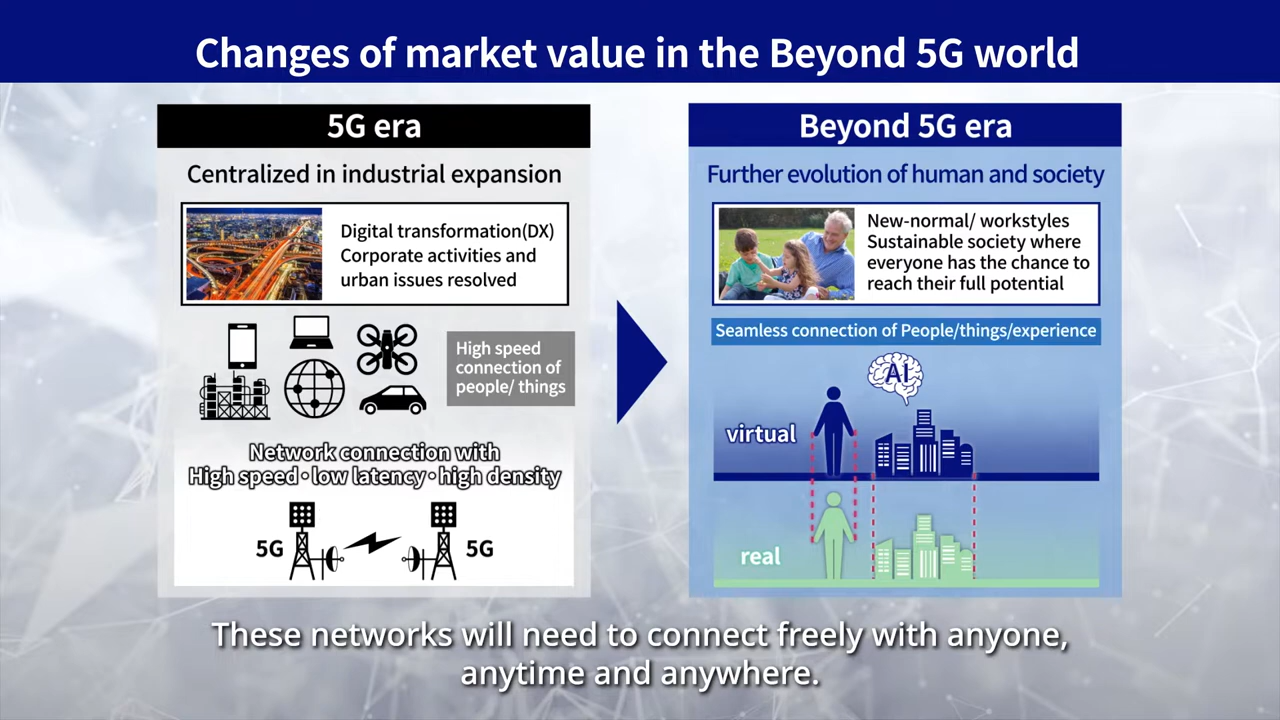 Changes of market value in the Beyond 5G world
5G era
Centralized in industrial expansion
Digital transformation(DX)
Corporate activities and
urban issues resolved
High speed
connection of
people/ things
Network connection with
High speed・low latency・high density
5G
5G
Beyond 5G era
Further evolution of human and society
New-normal/ workstyles
Sustainable society where
everyone has the chance to
reach their full potential
Seamless connection of People/things/experience
AI
virtual
real
These networks will need to connect freely with anyone,
anytime and anywhere.